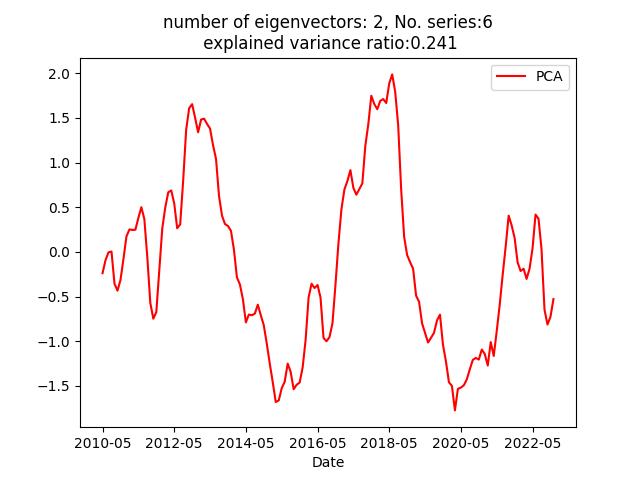 number of eigenvectors: 2, No. series:6
explained variance ratio:0.241
PCA
2.0
1.5
1.0
0.5
0.0
−0.5
−1.0
−1.5
2010-05 2012-05 2014-05 2016-05 2018-05 2020-05 2022-05
Date